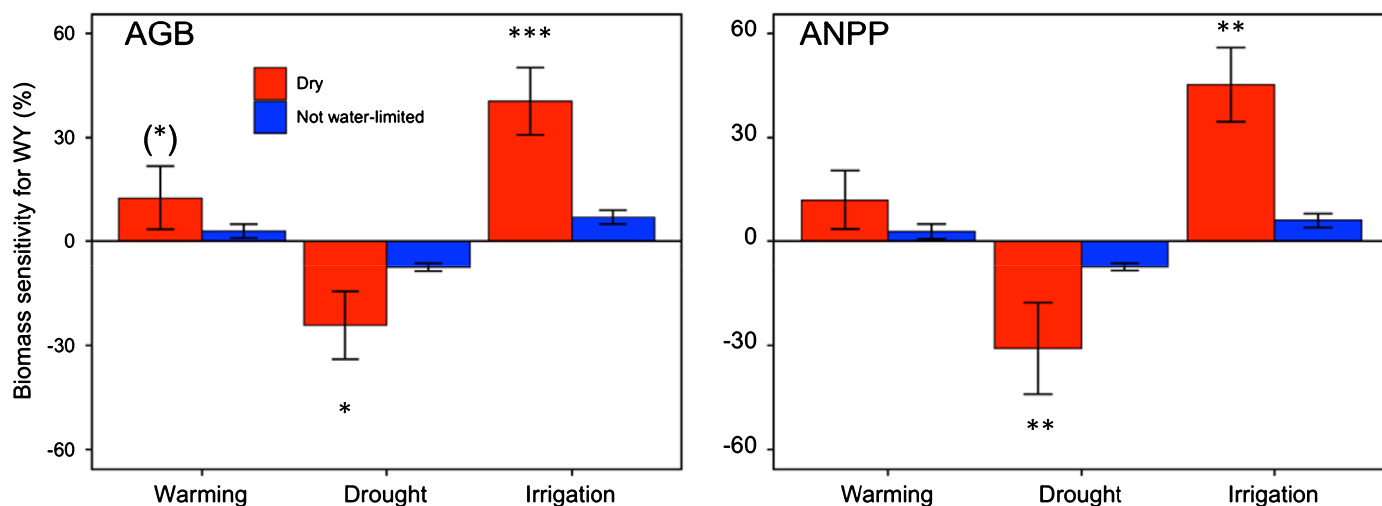 Biomass sensitivity for WY (%)
AGB
Dry
Not water-limited
60
30
0
-30
-60
(*)
*
***
Warming
Drought
Irrigation
ANPP
60
30
0
-30
-60
**
**
Warming
Drought
Irrigation